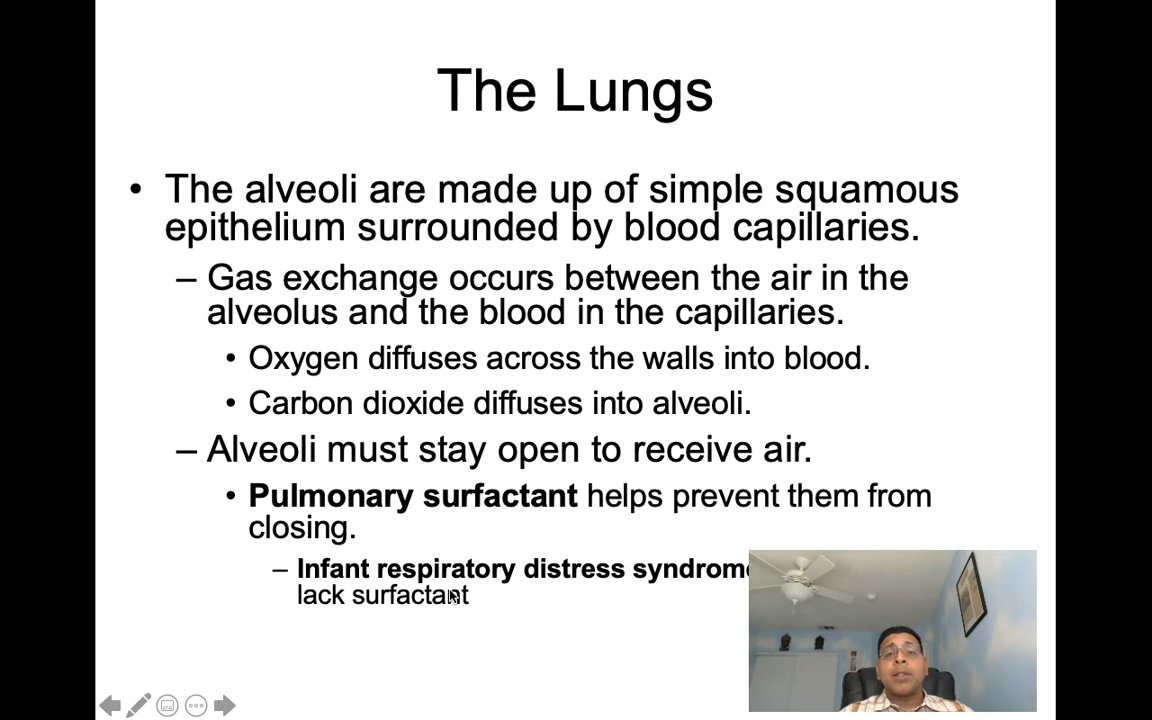 The Lungs
• The alveoli are made up of simple squamous
epithelium surrounded by blood capillaries.
– Gas exchange occurs between the air in the
alveolus and the blood in the capillaries.
• Oxygen diffuses across the walls into blood.
• Carbon dioxide diffuses into alveoli.
– Alveoli must stay open to receive air.
• Pulmonary surfactant helps prevent them from
closing.
– Infant respiratory distress syndrome
lack surfactant